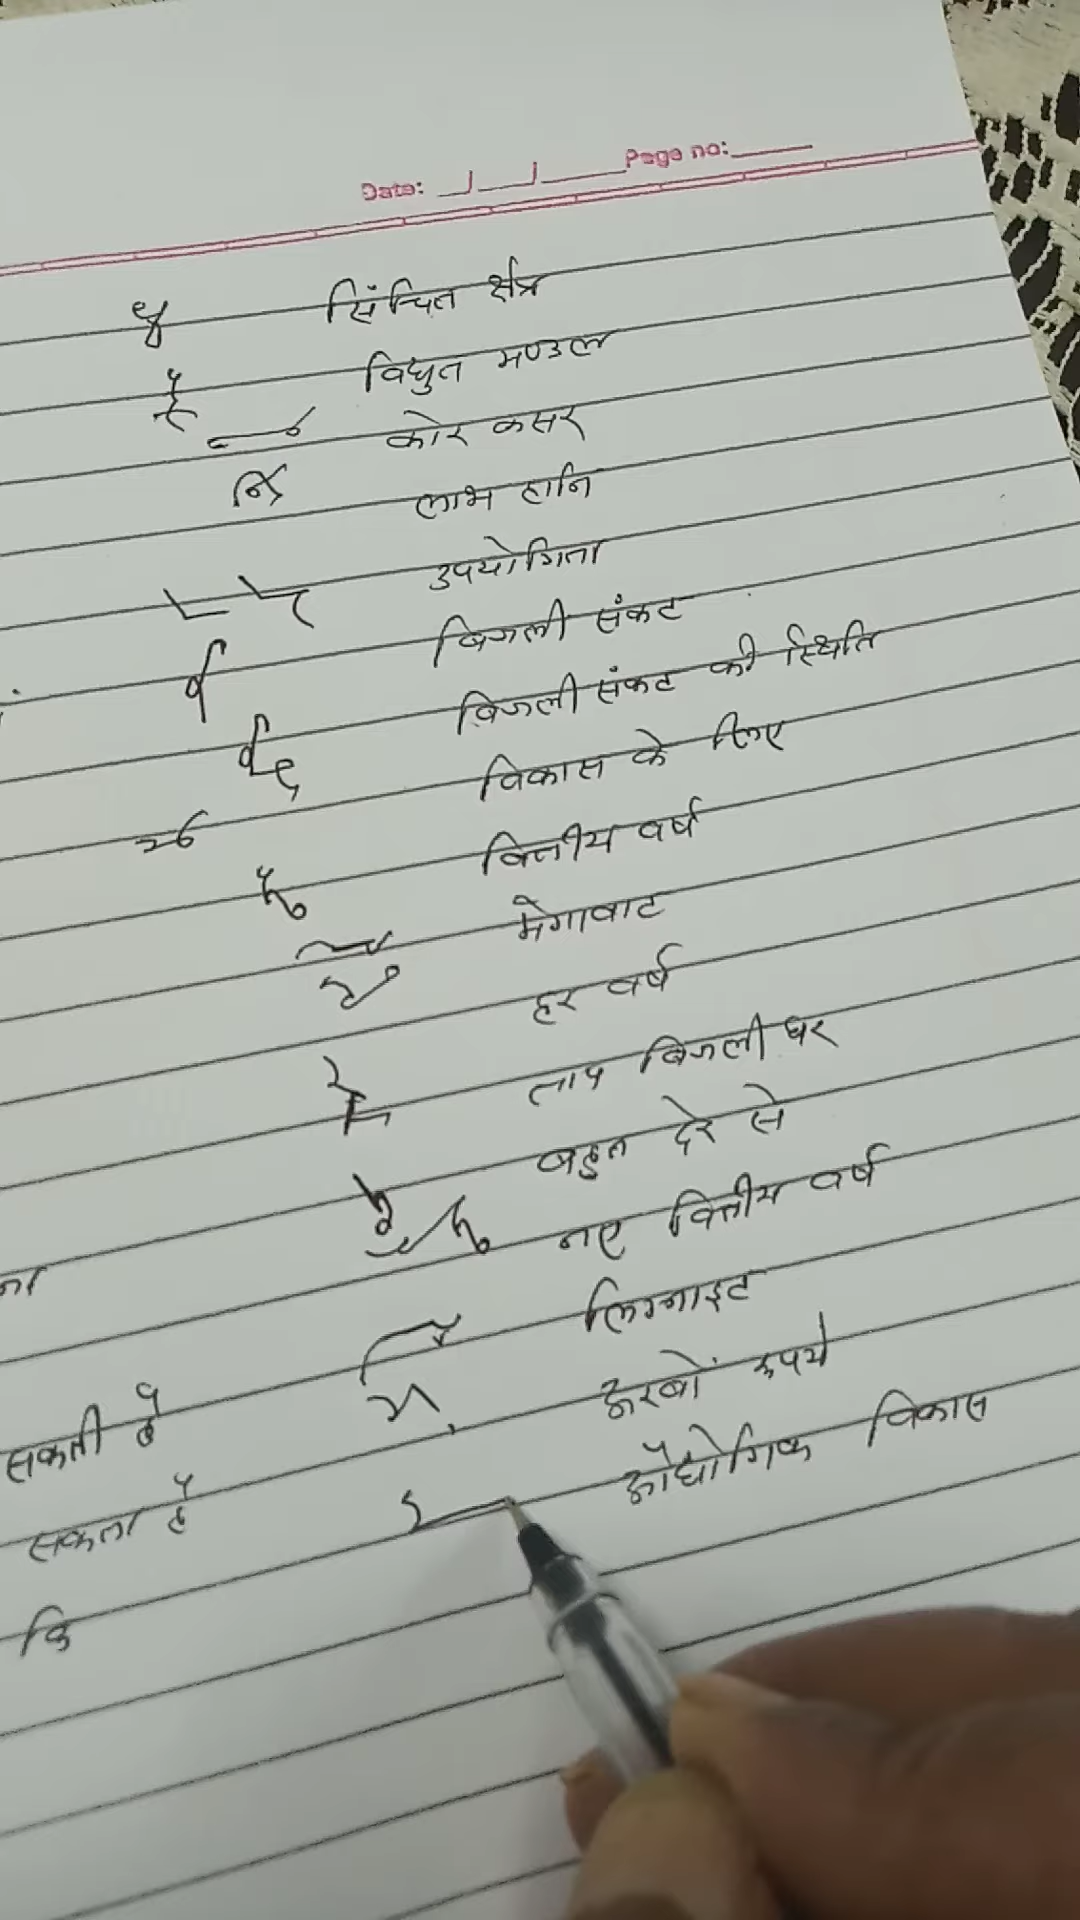 Date: Page no:
सिंचित क्षेत्र
विधुत मण्डल
कोर कसर
लाभ हानि
उपयोगिता
बिजली संकट
बिजली संकट की स्थिति
विकास के लिए
वित्तीय वर्ष
मेगावाट
हर वर्ष
ताप बिजली घर
बहुत देर से
नए वित्तीय वर्ष
लिग्नाइट
सकती है अरबों रुपये
सकता है औद्योगिक विकास
कि